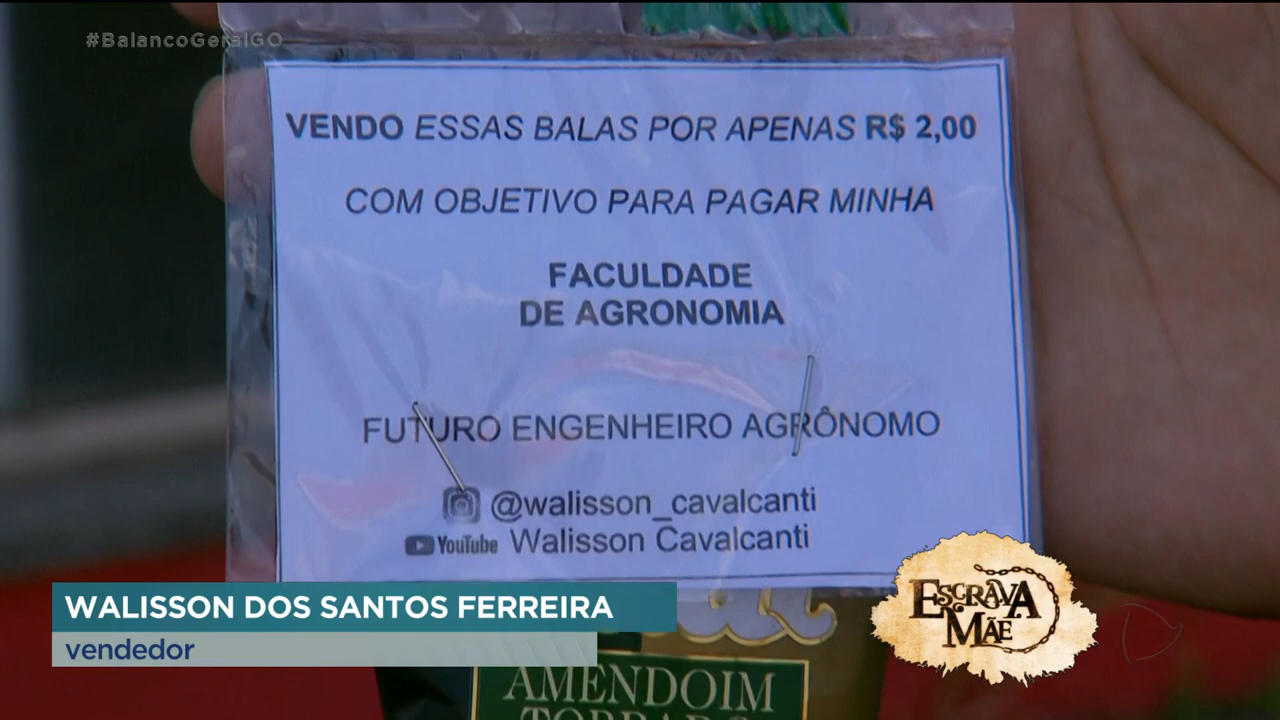 #BalancoGeralGO
VENDO ESSAS BALAS POR APENAS R$ 2,00
COM OBJETIVO PARA PAGAR MINHA
FACULDADE
DE AGRONOMIA
FUTURO ENGENHEIRO AGRÔNOMO
@walisson_cavalcanti
YouTube Walisson Cavalcanti
WALISSON DOS SANTOS FERREIRA
vendedor
ESCRAVA
MÃE
AMENDOIM